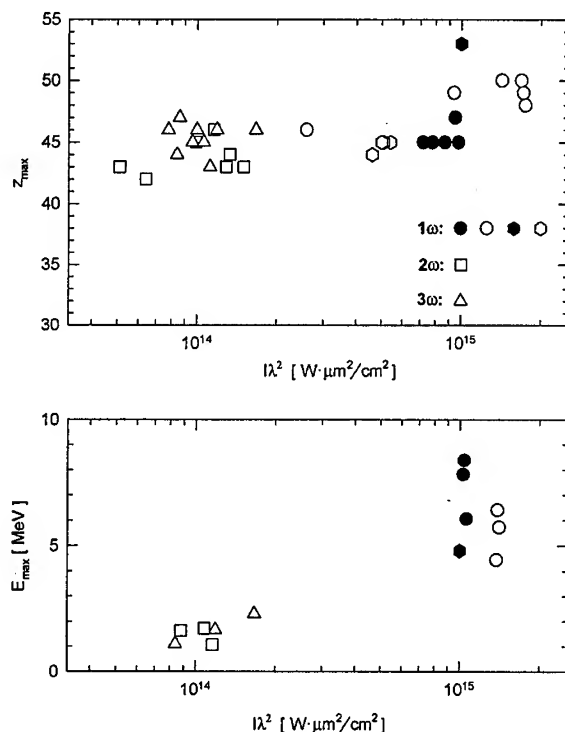 55
50
45
40
35
30
z_max
1ω:
2ω:
3ω:
10^14
10^15
Iλ² [ W·µm²/cm² ]
10
5
0
E_max [ MeV ]
10^14
10^15
Iλ² [ W·µm²/cm² ]